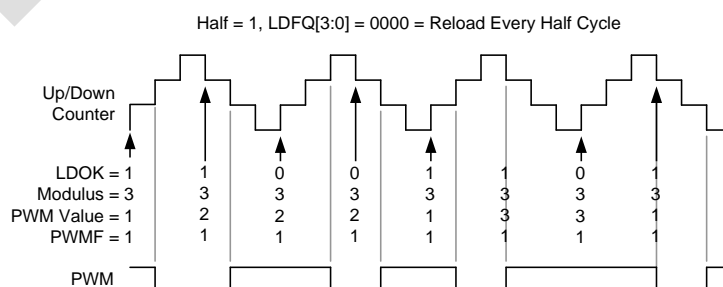 Half = 1, LDFQ[3:0] = 0000 = Reload Every Half Cycle
Up/Down
Counter
LDOK = 1 1 0 0 1 1 0 1
Modulus = 3 3 3 3 3 3 3 3
PWM Value = 1 2 2 2 1 3 3 1
PWMF = 1 1 1 1 1 1 1 1
PWM